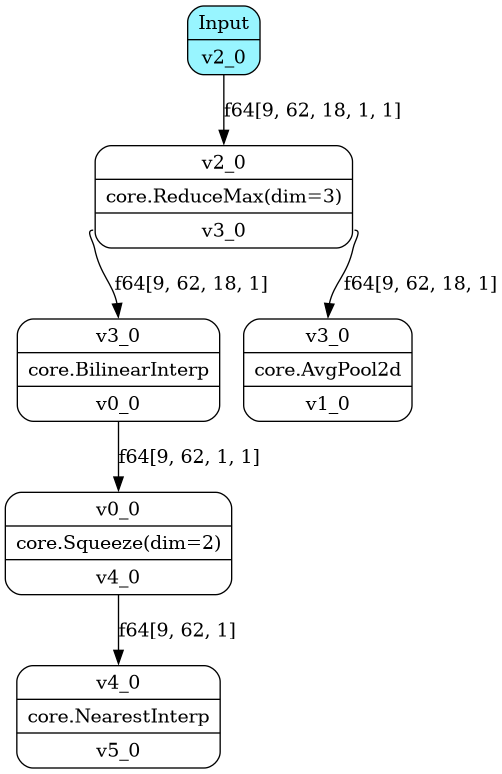 Input
v2_0
f64[9, 62, 18, 1, 1]
v2_0
core.ReduceMax(dim=3)
v3_0
f64[9, 62, 18, 1]
f64[9, 62, 18, 1]
v3_0
core.BilinearInterp
v0_0
v3_0
core.AvgPool2d
v1_0
f64[9, 62, 1, 1]
v0_0
core.Squeeze(dim=2)
v4_0
f64[9, 62, 1]
v4_0
core.NearestInterp
v5_0